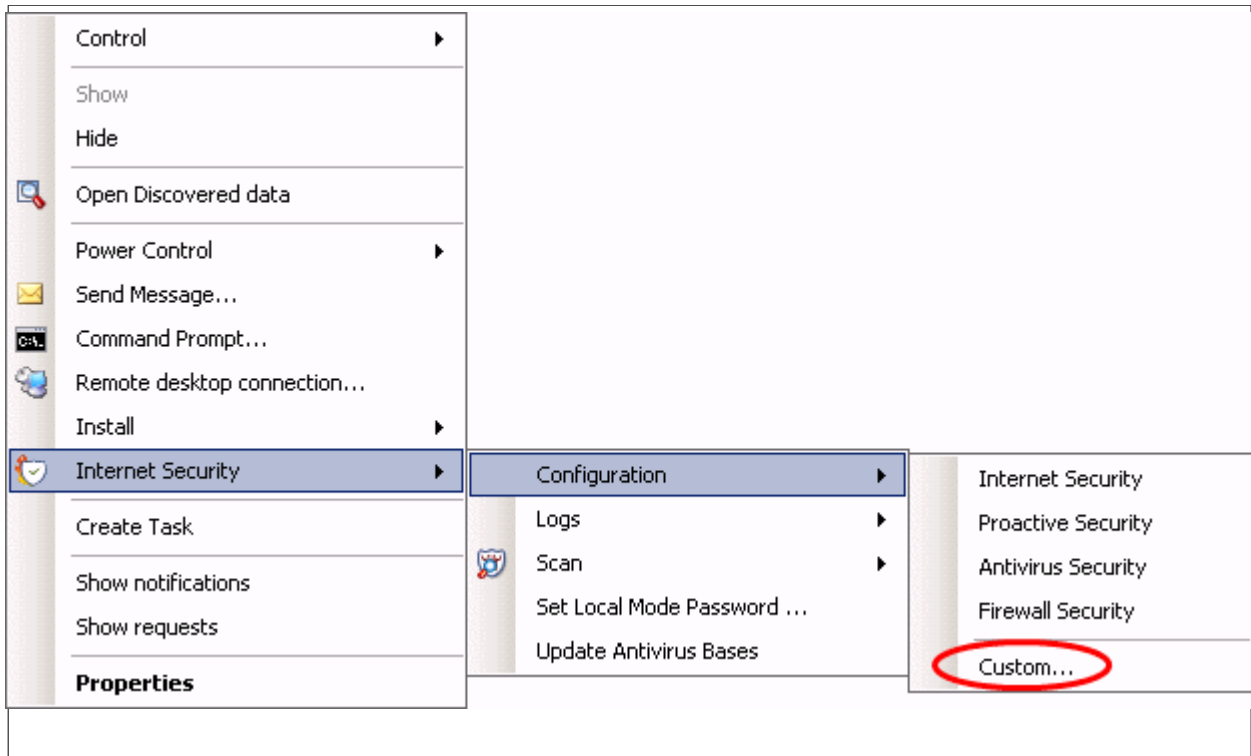 Control
Show
Hide
Open Discovered data
Power Control
Send Message...
C:\_
Command Prompt...
Remote desktop connection...
Install
Internet Security
Create Task
Show notifications
Show requests
Properties
Configuration
Logs
Scan
Set Local Mode Password ...
Update Antivirus Bases
Internet Security
Proactive Security
Antivirus Security
Firewall Security
Custom...